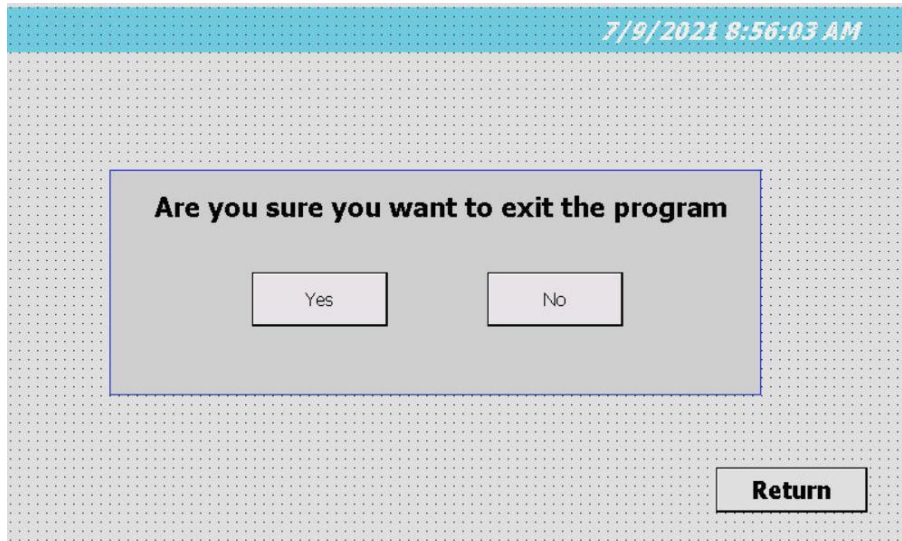 7/9/2021 8:56:03 AM
Are you sure you want to exit the program
Yes No
Return